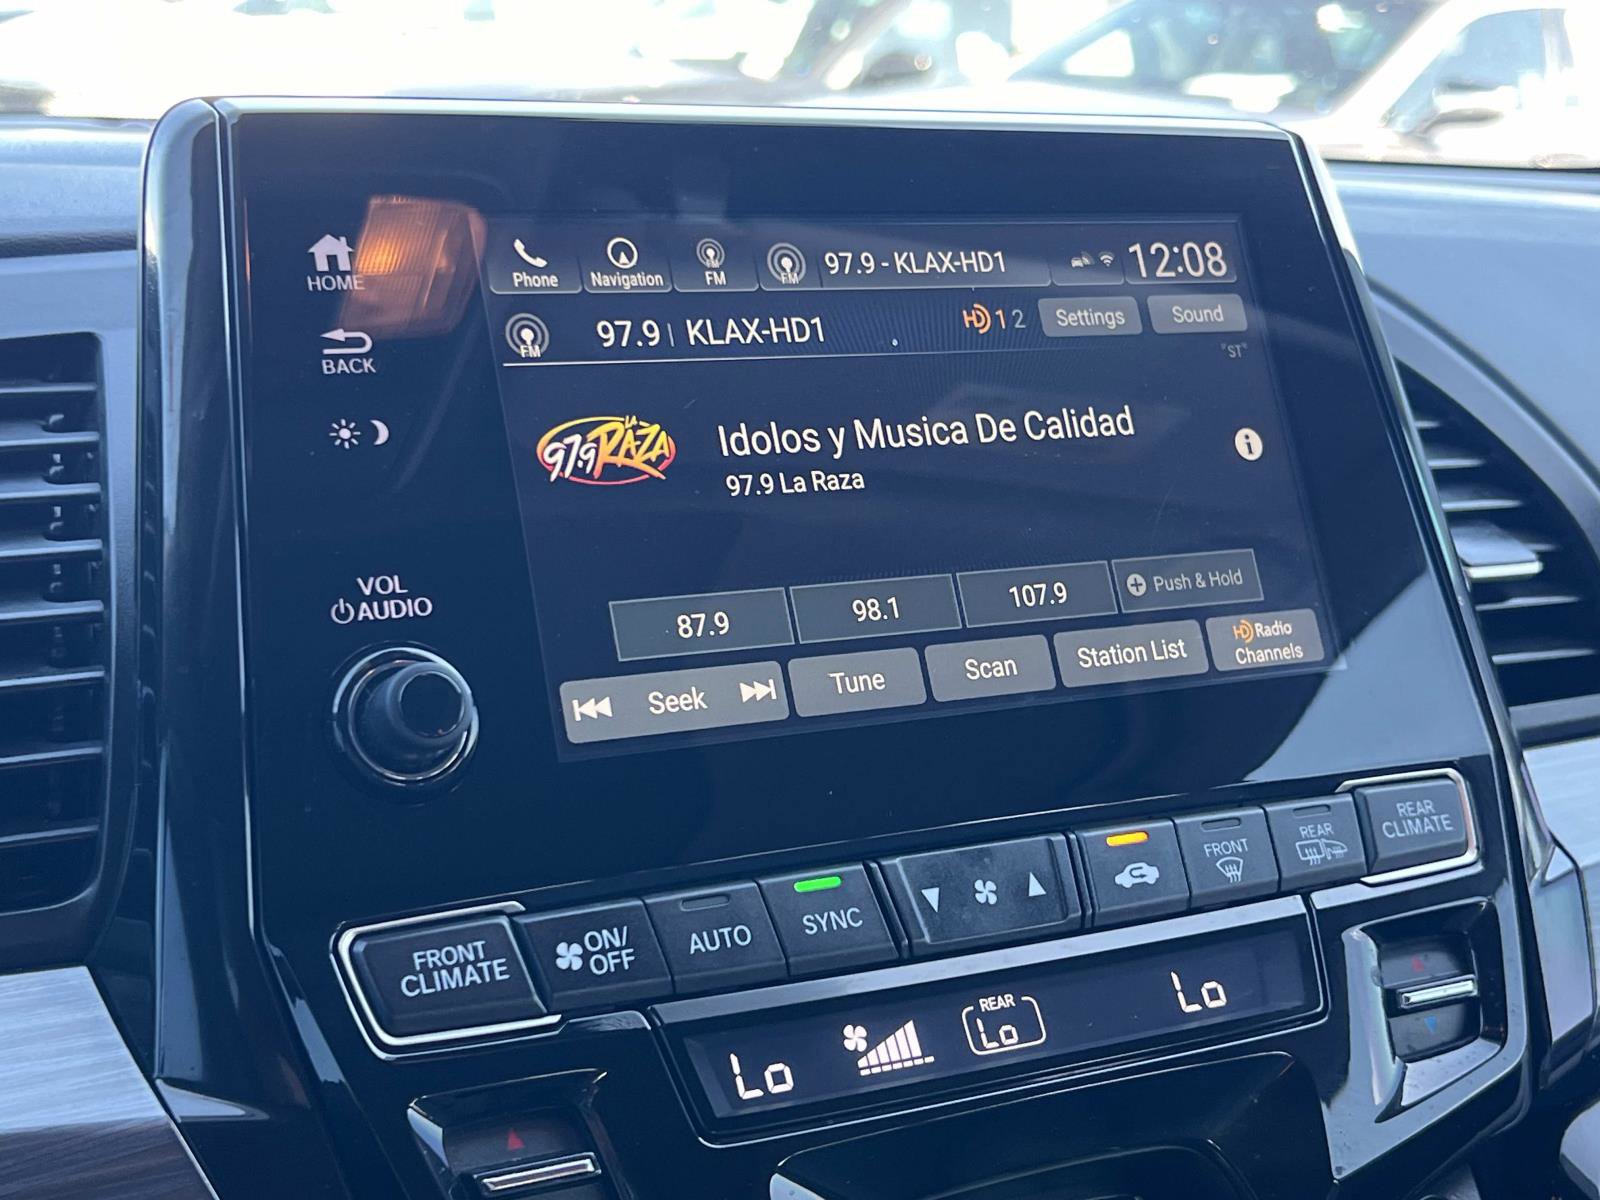 HOME
BACK
VOL
AUDIO
Phone
Navigation
FM
FM
97.9 - KLAX-HD1
12:08
FM
97.9 | KLAX-HD1
HD 1 2
Settings
Sound
"ST"
LA
97.9 RAZA
Idolos y Musica De Calidad
97.9 La Raza
i
87.9
98.1
107.9
Push & Hold
Seek
Tune
Scan
Station List
HD Radio
Channels
FRONT
CLIMATE
ON/
OFF
AUTO
SYNC
FRONT
REAR
REAR
CLIMATE
Lo
REAR
Lo
Lo